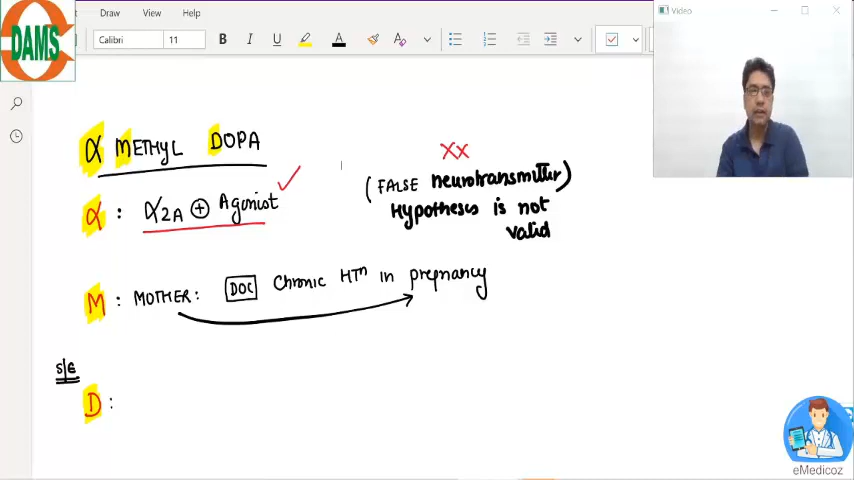 DAMS
Draw View Help
Video
Calibri 11 B I U A
α METHYL DOPA
XX
(FALSE neurotransmitter)
Hypothesis is not
valid
α : α2A ⊕ Agonist ✓
M : MOTHER: DOC Chronic HTn in pregnancy
S/E
D :
eMedicoz